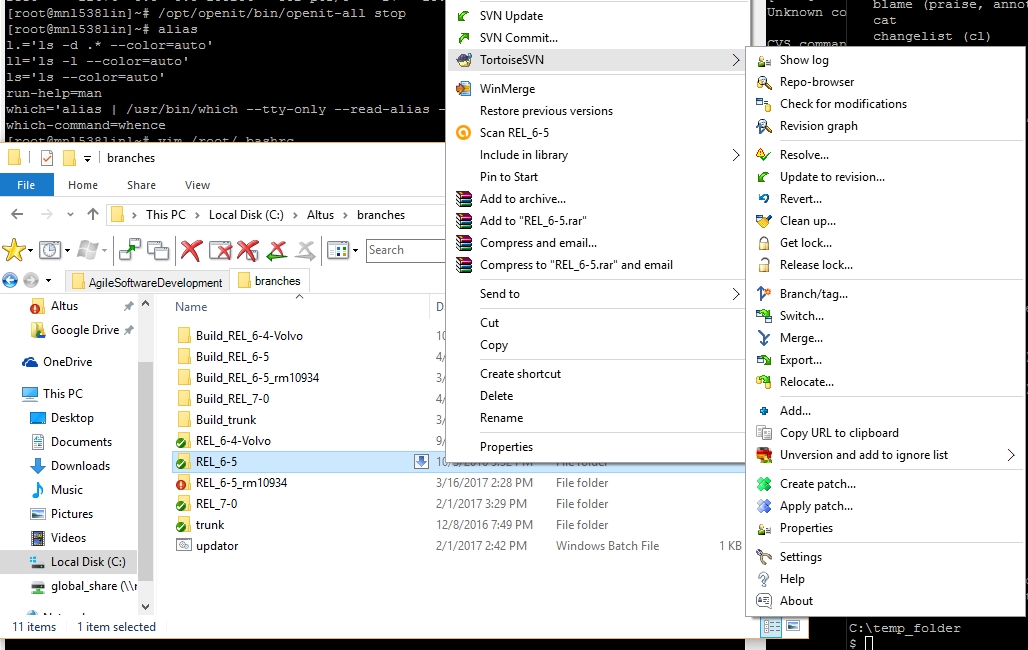 [root@mnl538lin]~# /opt/openit/bin/openit-all stop
[root@mnl538lin]~# alias
l.='ls -d .* --color=auto'
ll='ls -l --color=auto'
ls='ls --color=auto'
run-help=man
which='alias | /usr/bin/which --tty-only --read-alias -
which-command=whence
[root@mnl538lin]~# vim /root/.bashrc
Unknown co
CVS comman
blame (praise, anno
cat
changelist (cl)
branches
File
Home
Share
View
This PC
Local Disk (C:)
Altus
branches
Search
AgileSoftwareDevelopment
branches
Altus
Google Drive
OneDrive
This PC
Desktop
Documents
Downloads
Music
Pictures
Videos
Local Disk (C:)
global_share (\\r
Name
D
Build_REL_6-4-Volvo
10
Build_REL_6-5
4/
Build_REL_6-5_rm10934
3/
Build_REL_7-0
4/
Build_trunk
3/
REL_6-4-Volvo
9/
REL_6-5
File folder
REL_6-5_rm10934
3/16/2017 2:28 PM
File folder
REL_7-0
2/1/2017 3:29 PM
File folder
trunk
12/8/2016 7:49 PM
File folder
updator
2/1/2017 2:42 PM
Windows Batch File
1 KB
11 items
1 item selected
SVN Update
SVN Commit...
TortoiseSVN
WinMerge
Restore previous versions
Scan REL_6-5
Include in library
Pin to Start
Add to archive...
Add to "REL_6-5.rar"
Compress and email...
Compress to "REL_6-5.rar" and email
Send to
Cut
Copy
Create shortcut
Delete
Rename
Properties
Show log
Repo-browser
Check for modifications
Revision graph
Resolve...
Update to revision...
Revert...
Clean up...
Get lock...
Release lock...
Branch/tag...
Switch...
Merge...
Export...
Relocate...
Add...
Copy URL to clipboard
Unversion and add to ignore list
Create patch...
Apply patch...
Properties
Settings
Help
About
C:\temp_folder
$